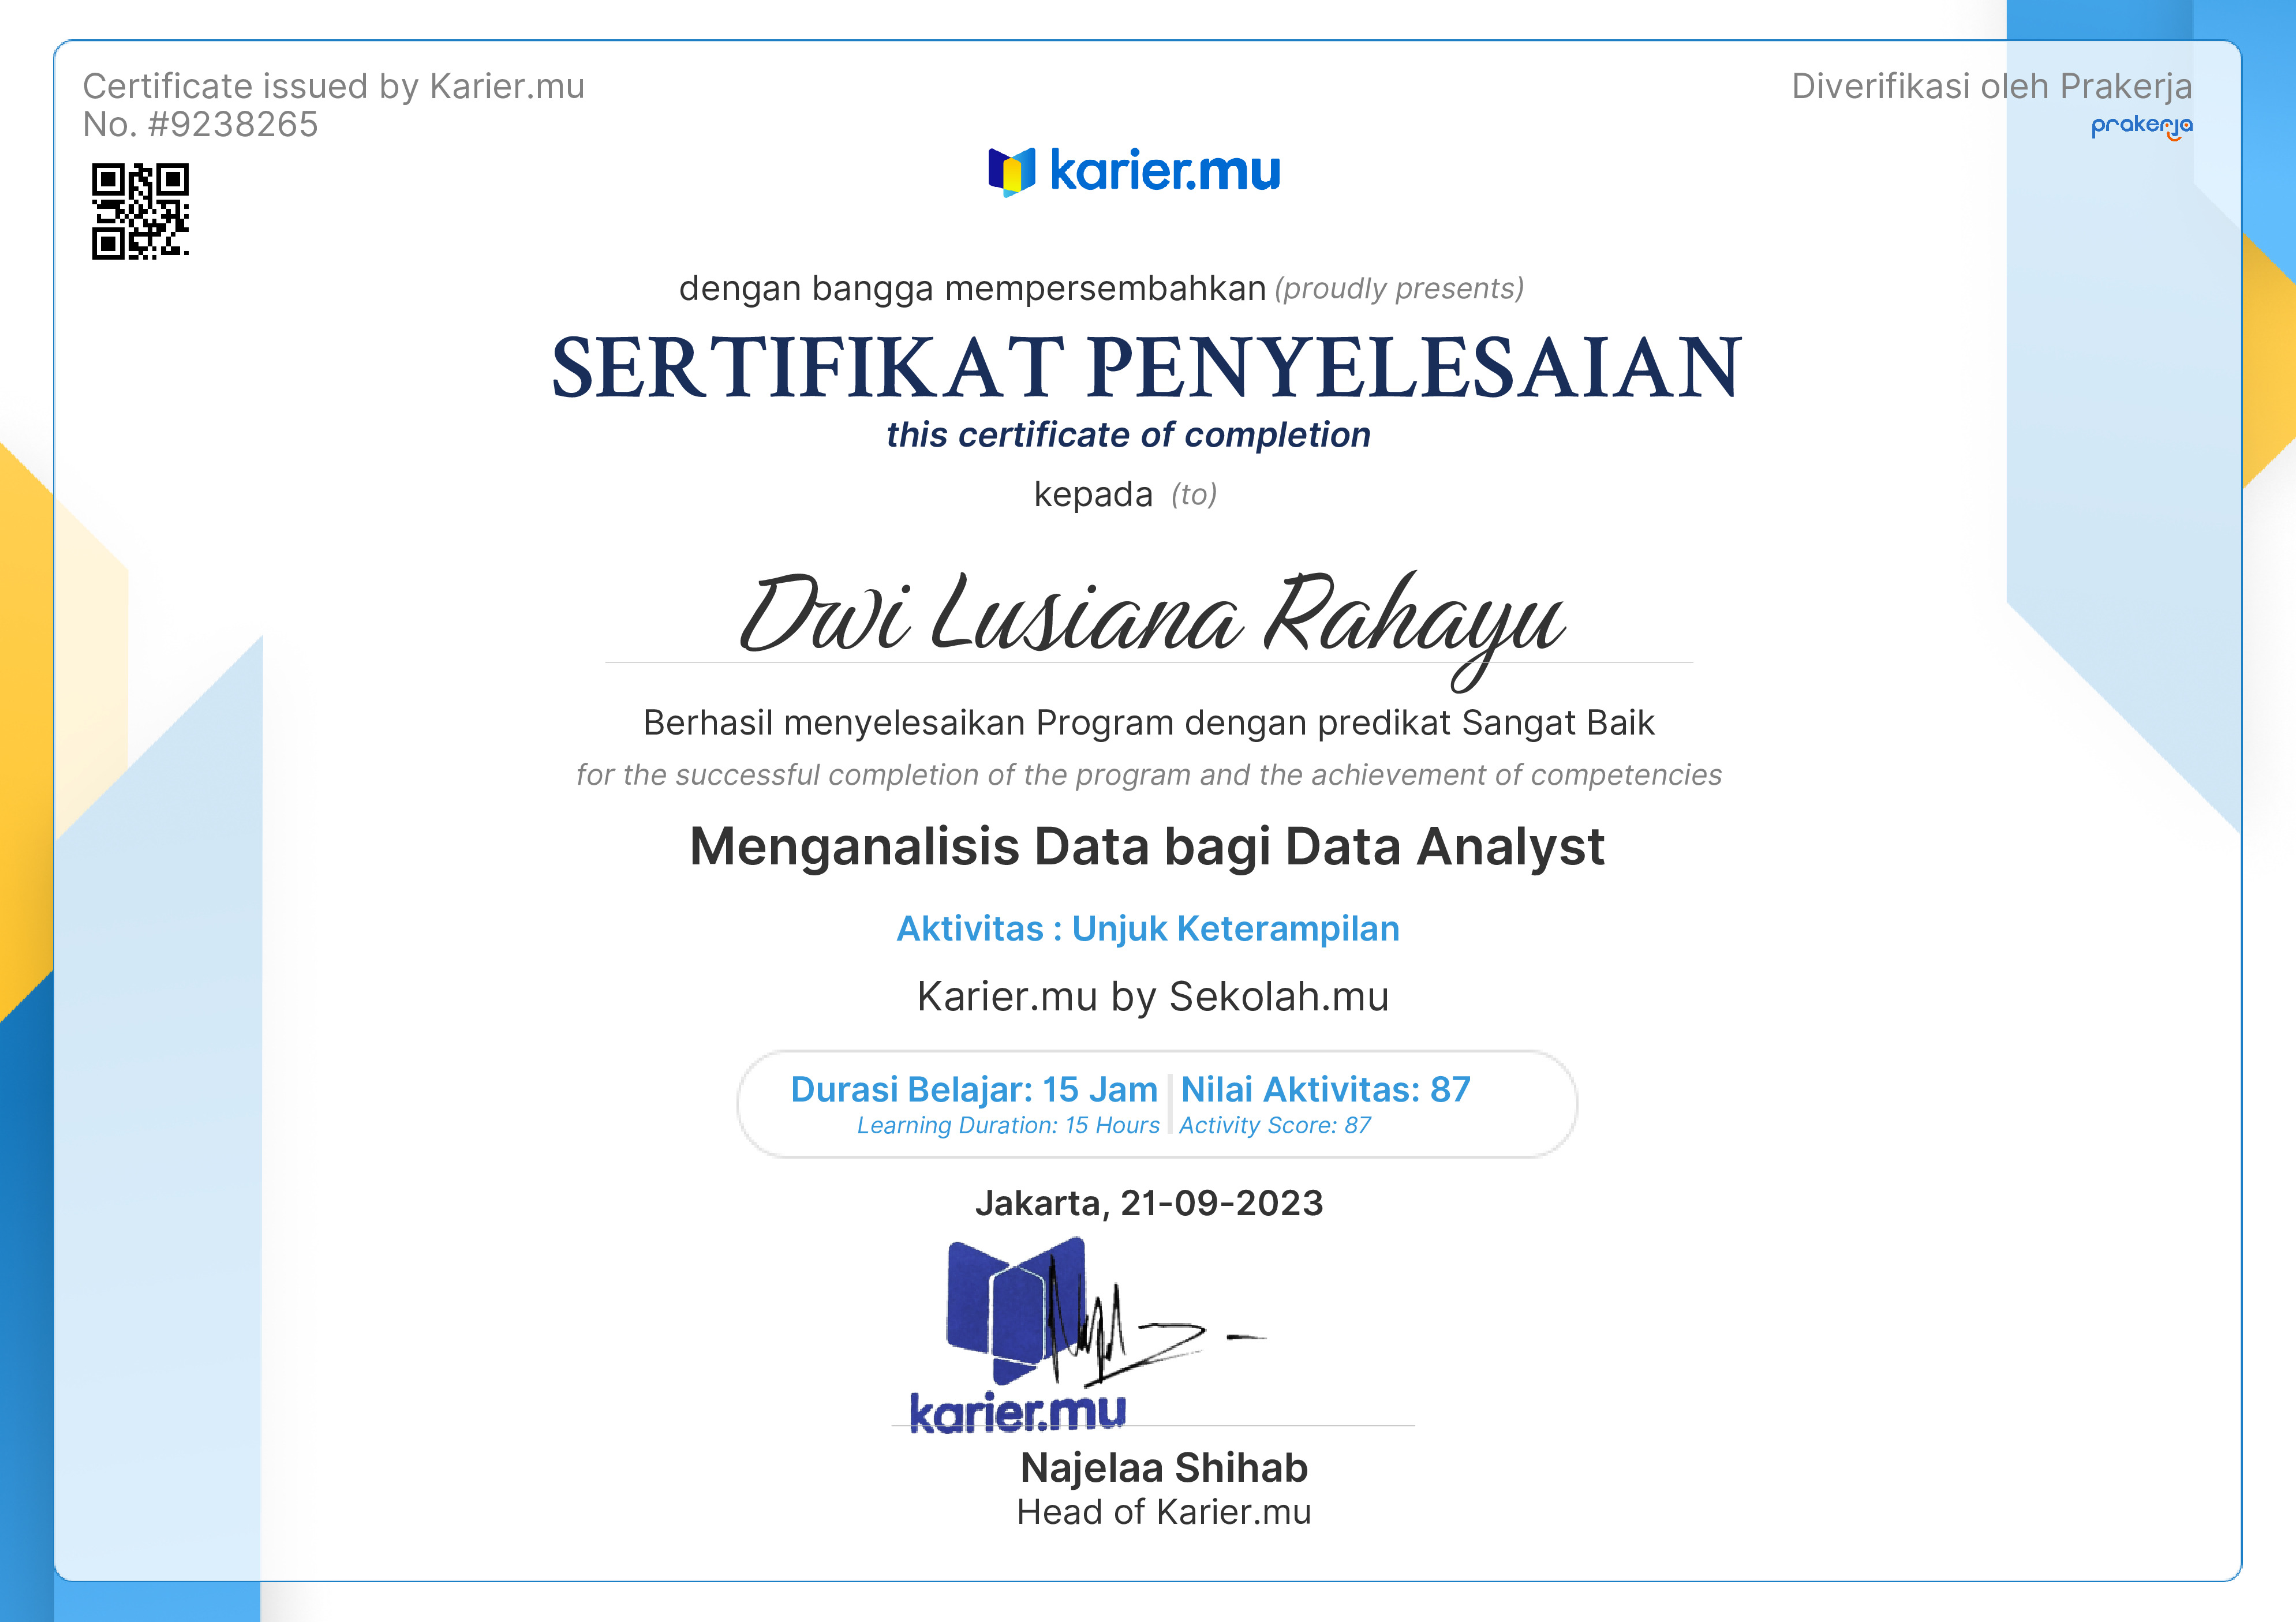 Certificate issued by Karier.mu
No. #9238265
Diverifikasi oleh Prakerja
prakerja
karier.mu
dengan bangga mempersembahkan (proudly presents)
SERTIFIKAT PENYELESAIAN
this certificate of completion
kepada (to)
Dwi Lusiana Rahayu
Berhasil menyelesaikan Program dengan predikat Sangat Baik
for the successful completion of the program and the achievement of competencies
Menganalisis Data bagi Data Analyst
Aktivitas : Unjuk Keterampilan
Karier.mu by Sekolah.mu
Durasi Belajar: 15 Jam Nilai Aktivitas: 87
Learning Duration: 15 Hours Activity Score: 87
Jakarta, 21-09-2023
karier.mu
Najelaa Shihab
Head of Karier.mu